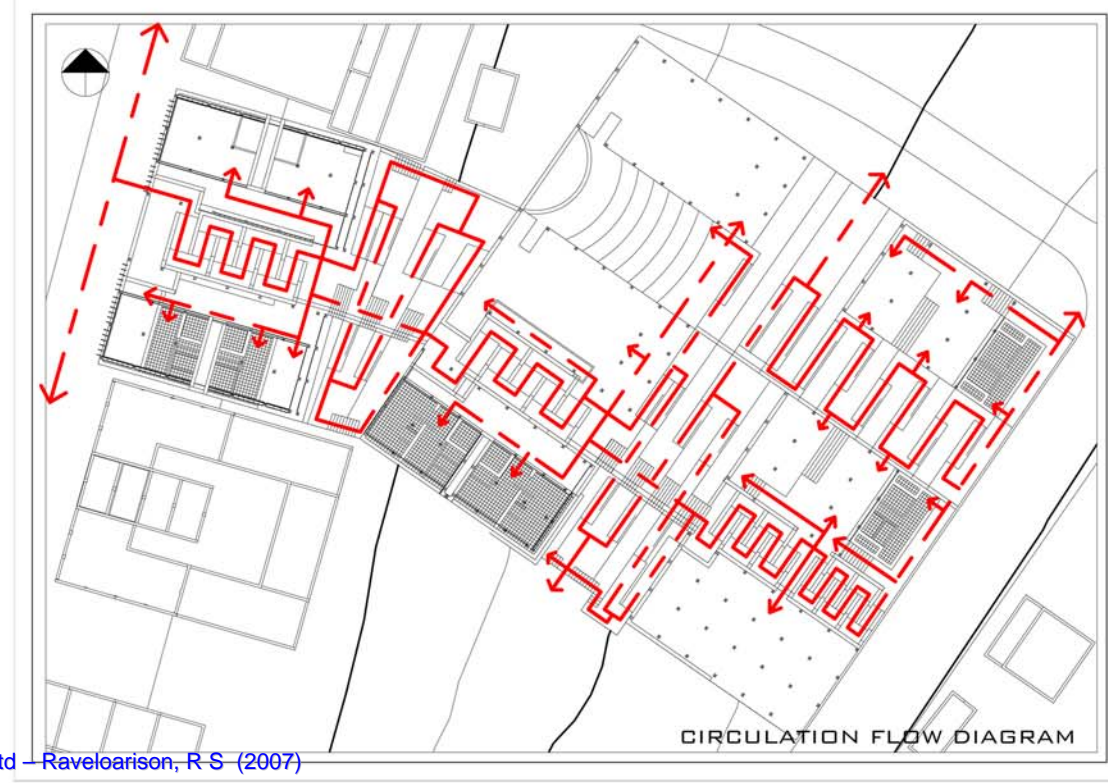 CIRCULATION FLOW DIAGRAM
td – Raveloarison, R S (2007)